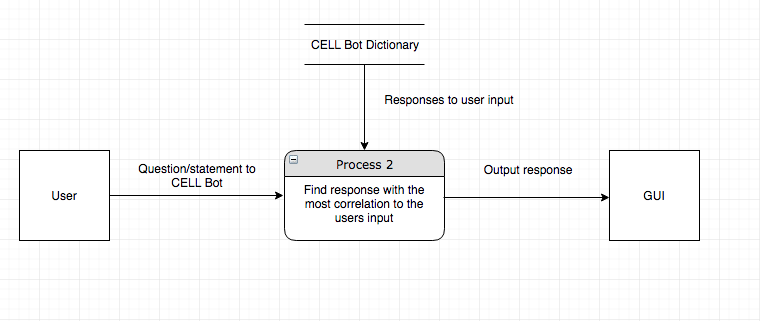 CELL Bot Dictionary
Responses to user input
Question/statement to
CELL Bot
Process 2
Output response
User
Find response with the
most correlation to the
users input
GUI